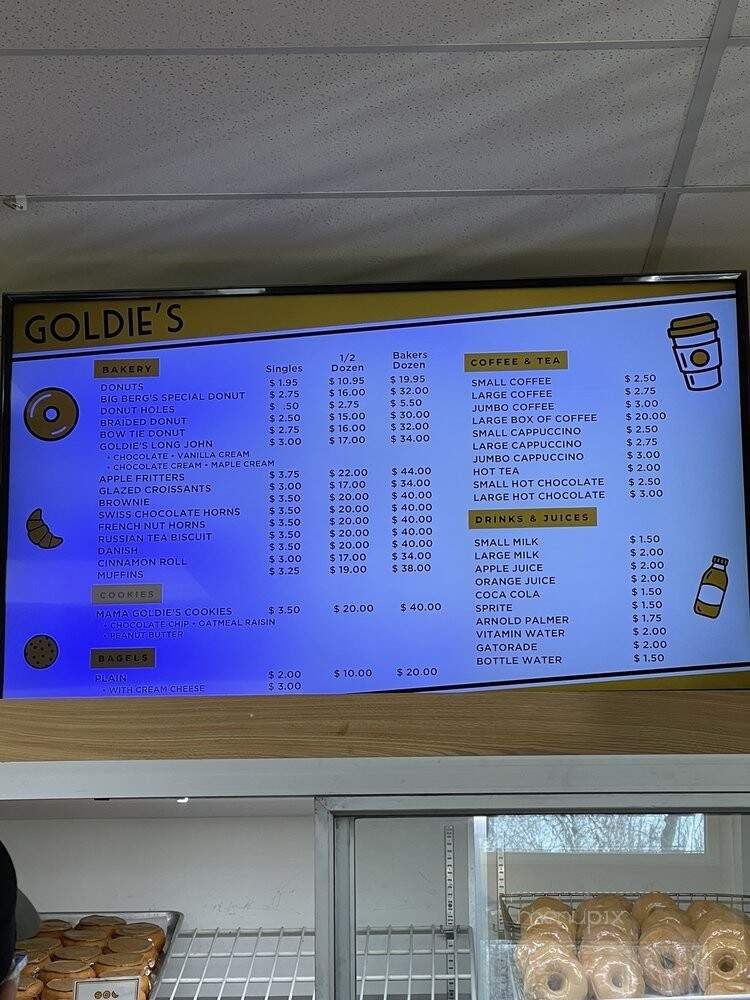 GOLDIE'S
BAKERY Singles 1/2 Dozen Bakers Dozen
DONUTS $ 1.95 $ 10.95 $ 19.95
BIG BERG'S SPECIAL DONUT $ 2.75 $ 16.00 $ 32.00
DONUT HOLES $ .50 $ 2.75 $ 5.50
BRAIDED DONUT $ 2.50 $ 15.00 $ 30.00
BOW TIE DONUT $ 2.75 $ 16.00 $ 32.00
GOLDIE'S LONG JOHN $ 3.00 $ 17.00 $ 34.00
• CHOCOLATE • VANILLA CREAM
• CHOCOLATE CREAM • MAPLE CREAM
APPLE FRITTERS $ 3.75 $ 22.00 $ 44.00
GLAZED CROISSANTS $ 3.00 $ 17.00 $ 34.00
BROWNIE $ 3.50 $ 20.00 $ 40.00
SWISS CHOCOLATE HORNS $ 3.50 $ 20.00 $ 40.00
FRENCH NUT HORNS $ 3.50 $ 20.00 $ 40.00
RUSSIAN TEA BISCUIT $ 3.50 $ 20.00 $ 40.00
DANISH $ 3.50 $ 20.00 $ 40.00
CINNAMON ROLL $ 3.00 $ 17.00 $ 34.00
MUFFINS $ 3.25 $ 19.00 $ 38.00
COOKIES
MAMA GOLDIE'S COOKIES $ 3.50 $ 20.00 $ 40.00
• CHOCOLATE CHIP • OATMEAL RAISIN
• PEANUT BUTTER
BAGELS
PLAIN $ 2.00 $ 10.00 $ 20.00
• WITH CREAM CHEESE $ 3.00
COFFEE & TEA
SMALL COFFEE $ 2.50
LARGE COFFEE $ 2.75
JUMBO COFFEE $ 3.00
LARGE BOX OF COFFEE $ 20.00
SMALL CAPPUCCINO $ 2.50
LARGE CAPPUCCINO $ 2.75
JUMBO CAPPUCCINO $ 3.00
HOT TEA $ 2.00
SMALL HOT CHOCOLATE $ 2.50
LARGE HOT CHOCOLATE $ 3.00
DRINKS & JUICES
SMALL MILK $ 1.50
LARGE MILK $ 2.00
APPLE JUICE $ 2.00
ORANGE JUICE $ 2.00
COCA COLA $ 1.50
SPRITE $ 1.50
ARNOLD PALMER $ 1.75
VITAMIN WATER $ 2.00
GATORADE $ 2.00
BOTTLE WATER $ 1.50
menupix